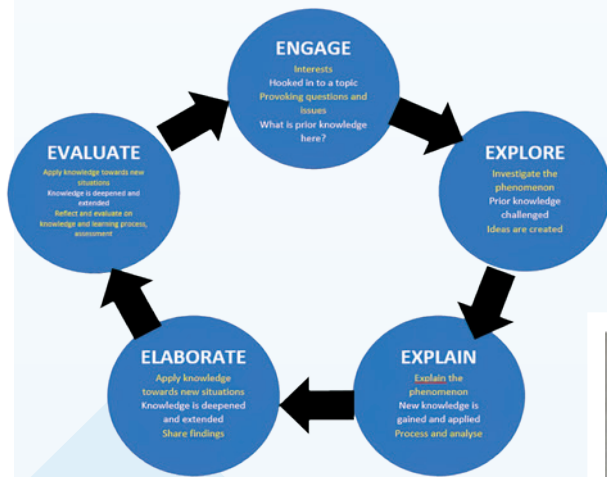 ENGAGE
Interests
Hooked in to a topic
Provoking questions and
issues
What is prior knowledge
here?
EXPLORE
Investigate the
phenomenon
Prior knowledge
challenged
Ideas are created
EXPLAIN
Explain the
phenomenon
New knowledge is
gained and applied
Process and analyse
ELABORATE
Apply knowledge
towards new situations
Knowledge is deepened
and extended
Share findings
EVALUATE
Apply knowledge towards new
situations
Knowledge is deepened and
extended
Reflect and evaluate on
knowledge and learning process,
assessment